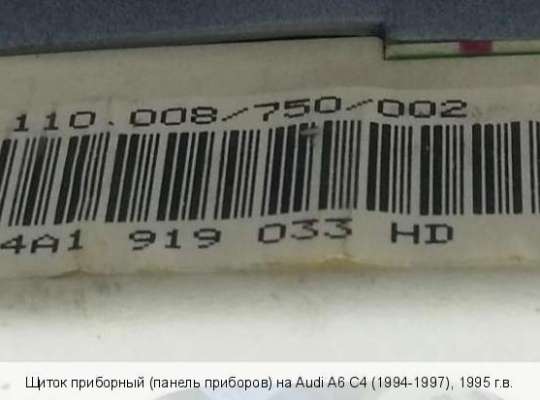 110.008/750/002
4A1 919 033 HD
Щиток приборный (панель приборов) на Audi A6 C4 (1994-1997), 1995 г.в.